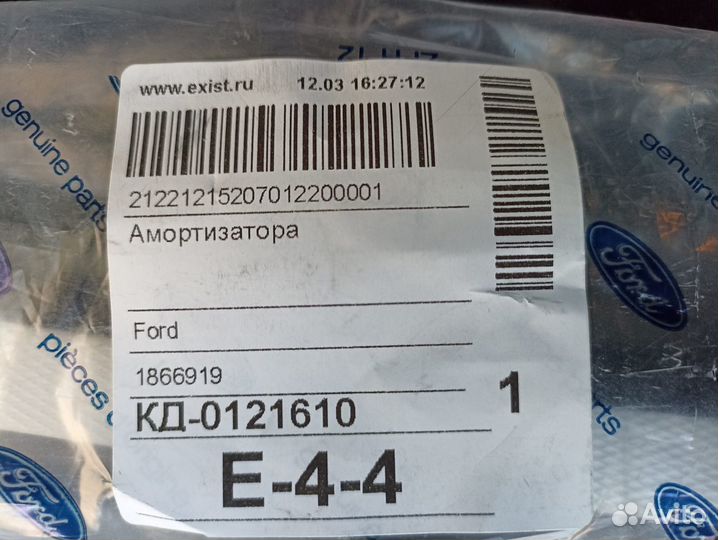 genuine parts
www.exist.ru 12.03 16:27:12
21221215207012200001
Амортизатора
Ford
1866919
КД-0121610
1
E-4-4
genuine parts
Ford
pièces
rts
Ford
Avito